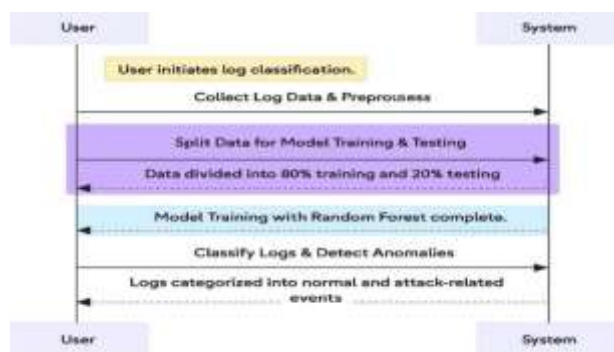 User System
User initiates log classification.
Collect Log Data & Preprousess
Split Data for Model Training & Testing
Data divided into 80% training and 20% testing
Model Training with Random Forest complete.
Classify Logs & Detect Anomalies
Logs categorized into normal and attack-related
events
User System